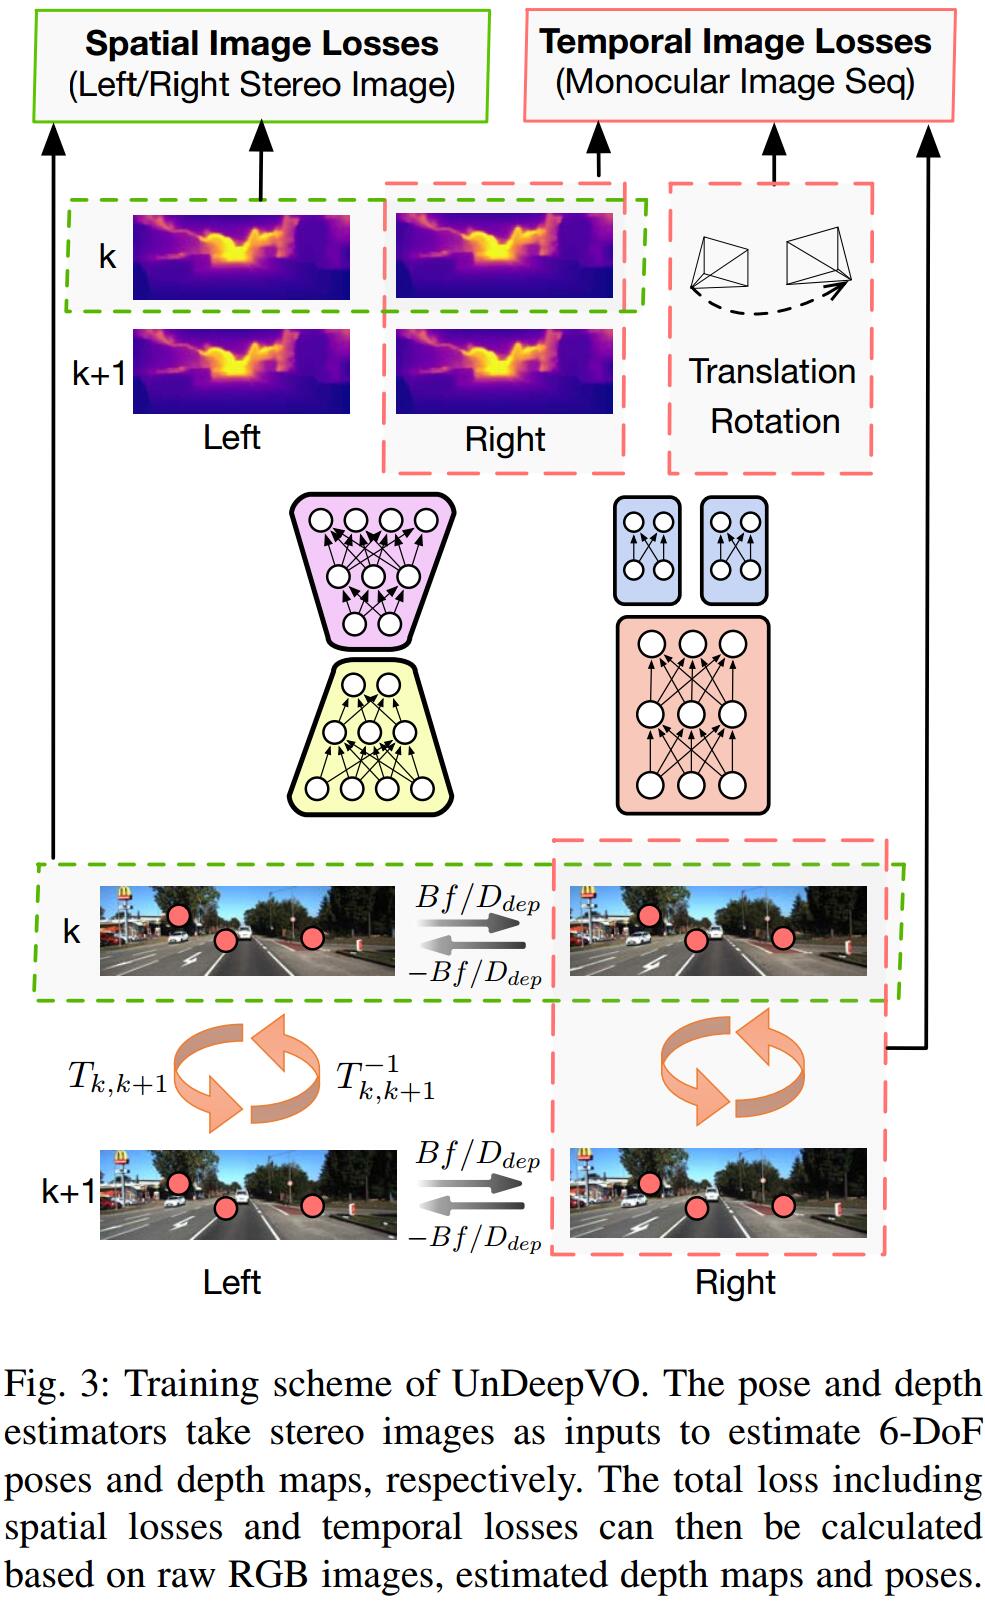 Spatial Image Losses
(Left/Right Stereo Image)
Temporal Image Losses
(Monocular Image Seq)
k
k+1
Left
Right
Translation
Rotation
k
Bf/D_{dep}
-Bf/D_{dep}
T_{k,k+1}
T_{k,k+1}^{-1}
k+1
Bf/D_{dep}
-Bf/D_{dep}
Left
Right
Fig. 3: Training scheme of UnDeepVO. The pose and depth
estimators take stereo images as inputs to estimate 6-DoF
poses and depth maps, respectively. The total loss including
spatial losses and temporal losses can then be calculated
based on raw RGB images, estimated depth maps and poses.